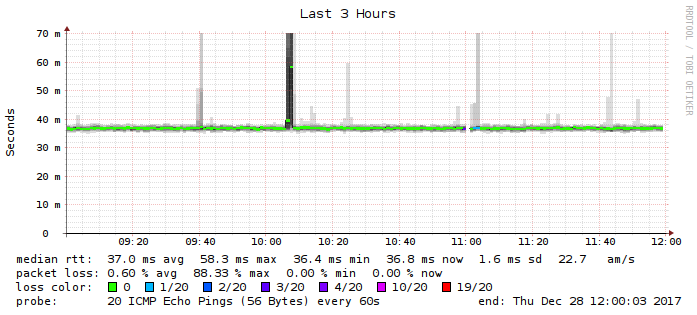 Last 3 Hours
RRDTOOL / TOBI OETIKER
Seconds
70 m
60 m
50 m
40 m
30 m
20 m
10 m
0
09:20 09:40 10:00 10:20 10:40 11:00 11:20 11:40 12:00
median rtt: 37.0 ms avg 58.3 ms max 36.4 ms min 36.8 ms now 1.6 ms sd 22.7 am/s
packet loss: 0.60 % avg 88.33 % max 0.00 % min 0.00 % now
loss color: 0 1/20 2/20 3/20 4/20 10/20 19/20
probe: 20 ICMP Echo Pings (56 Bytes) every 60s end: Thu Dec 28 12:00:03 2017